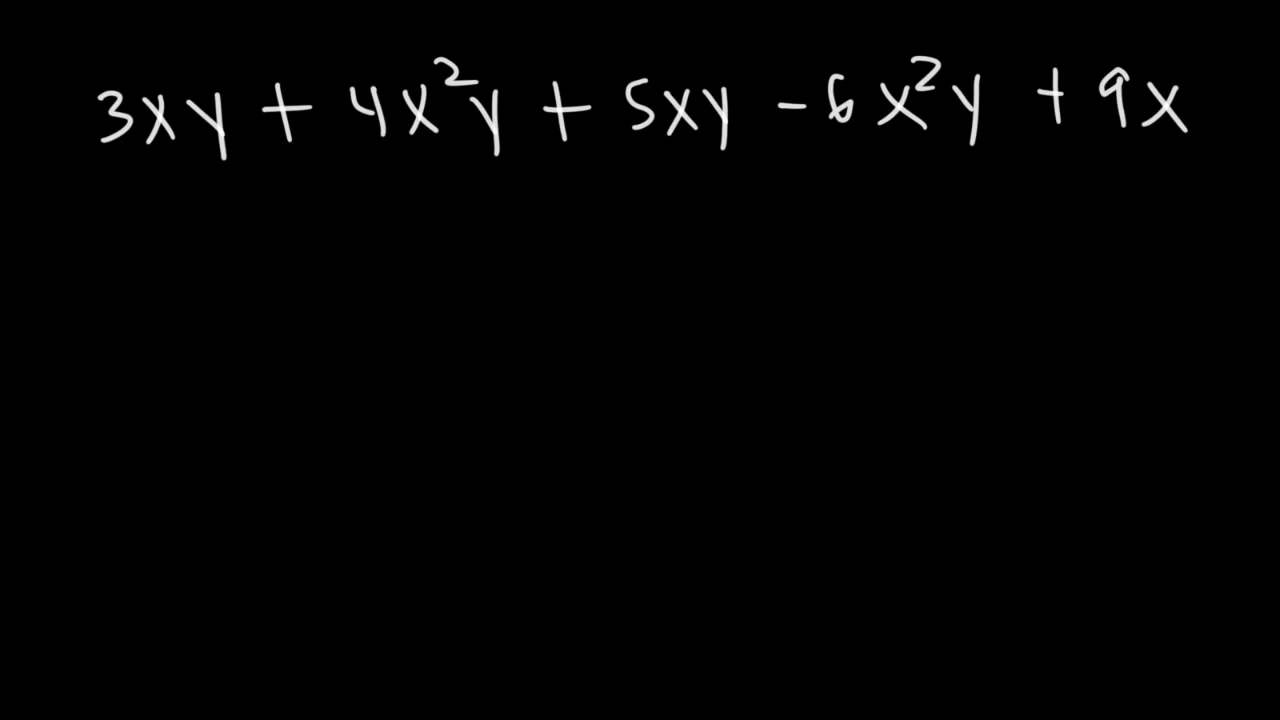 3xy + 4x²y + 5xy - 6x²y + 9x